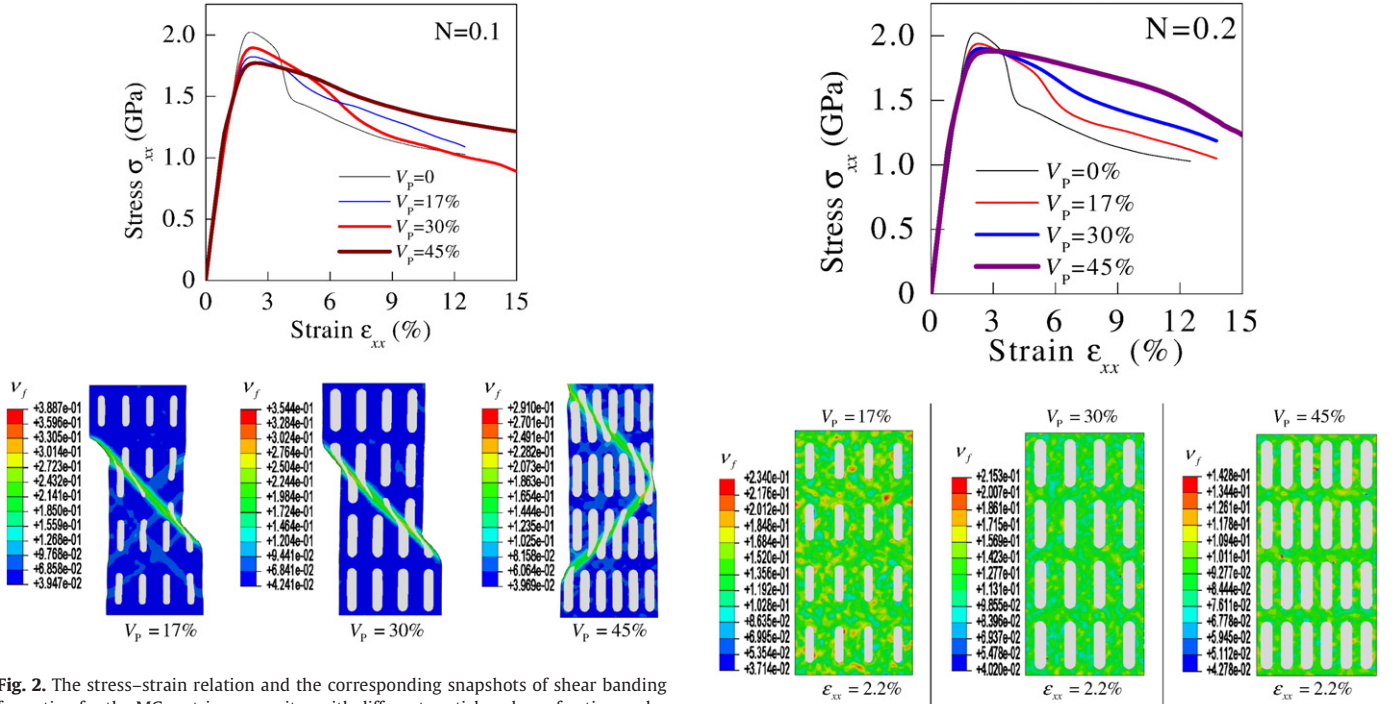 N=0.1
2.0
1.5
1.0
0.5
0
Stress σxx (GPa)
VP=0
VP=17%
VP=30%
VP=45%
0 3 6 9 12 15
Strain εxx (%)
N=0.2
2.0
1.5
1.0
0.5
0
Stress σxx (GPa)
VP=0%
VP=17%
VP=30%
VP=45%
0 3 6 9 12 15
Strain εxx (%)
νf
+3.887e-01
+3.596e-01
+3.305e-01
+3.014e-01
+2.723e-01
+2.432e-01
+2.141e-01
+1.850e-01
+1.559e-01
+1.268e-01
+9.768e-02
+6.858e-02
+3.947e-02
VP =17%
νf
+3.544e-01
+3.284e-01
+3.024e-01
+2.764e-01
+2.504e-01
+2.244e-01
+1.984e-01
+1.724e-01
+1.464e-01
+1.204e-01
+9.441e-02
+6.841e-02
+4.241e-02
VP =30%
νf
+2.910e-01
+2.701e-01
+2.491e-01
+2.282e-01
+2.073e-01
+1.863e-01
+1.654e-01
+1.444e-01
+1.235e-01
+1.025e-01
+8.158e-02
+6.064e-02
+3.969e-02
VP =45%
VP =17%
νf
+2.340e-01
+2.176e-01
+2.012e-01
+1.848e-01
+1.684e-01
+1.520e-01
+1.356e-01
+1.192e-01
+1.028e-01
+8.635e-02
+6.995e-02
+5.354e-02
+3.714e-02
εxx = 2.2%
VP =30%
νf
+2.153e-01
+2.007e-01
+1.861e-01
+1.715e-01
+1.569e-01
+1.423e-01
+1.277e-01
+1.131e-01
+9.855e-02
+8.396e-02
+6.937e-02
+5.478e-02
+4.020e-02
εxx = 2.2%
VP =45%
νf
+1.428e-01
+1.344e-01
+1.261e-01
+1.178e-01
+1.094e-01
+1.011e-01
+9.277e-02
+8.444e-02
+7.611e-02
+6.778e-02
+5.945e-02
+5.112e-02
+4.278e-02
εxx = 2.2%
Fig. 2. The stress–strain relation and the corresponding snapshots of shear banding